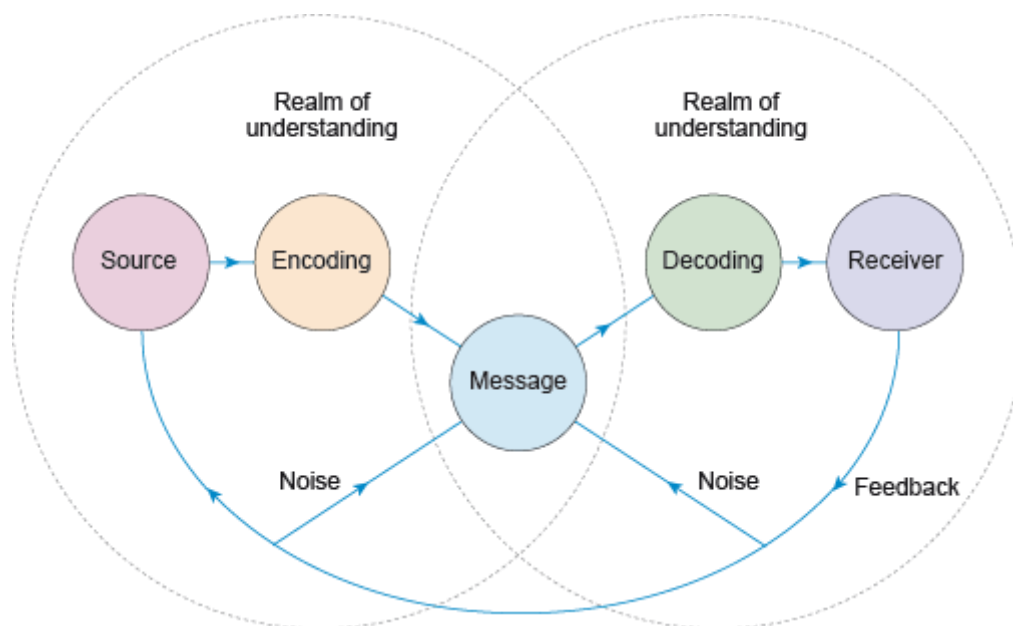 Realm of
understanding
Realm of
understanding
Source
Encoding
Decoding
Receiver
Message
Noise
Noise
Feedback